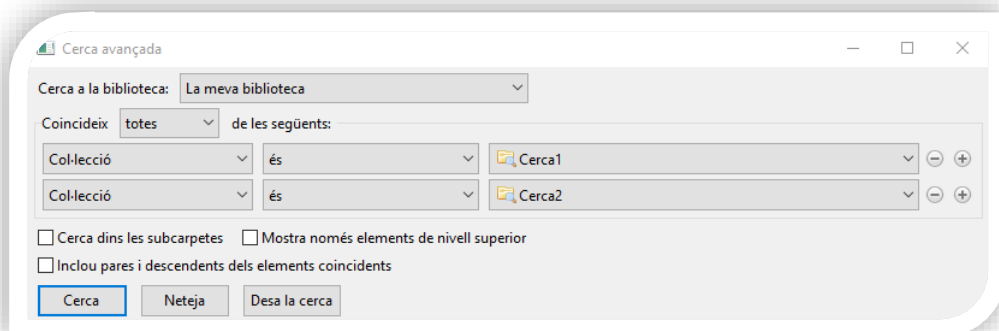 Cerca avançada
Cerca a la biblioteca: La meva biblioteca
Coincideix totes de les següents:
Col·lecció és Cerca1
Col·lecció és Cerca2
Cerca dins les subcarpetes Mostra només elements de nivell superior
Inclou pares i descendents dels elements coincidents
Cerca Neteja Desa la cerca